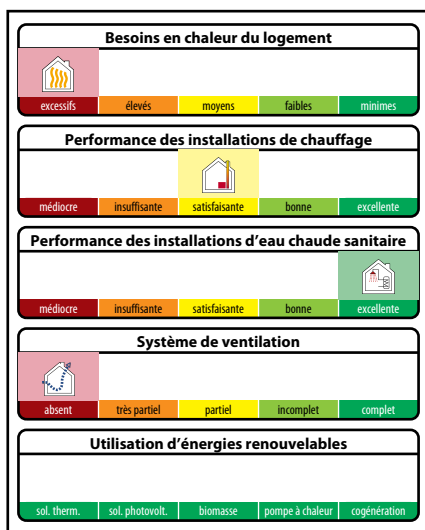 Besoins en chaleur du logement
excessifs élevés moyens faibles minimes
Performance des installations de chauffage
médiocre insuffisante satisfaisante bonne excellente
Performance des installations d'eau chaude sanitaire
médiocre insuffisante satisfaisante bonne excellente
Système de ventilation
absent très partiel partiel incomplet complet
Utilisation d'énergies renouvelables
sol. therm. sol. photovolt. biomasse pompe à chaleur cogénération